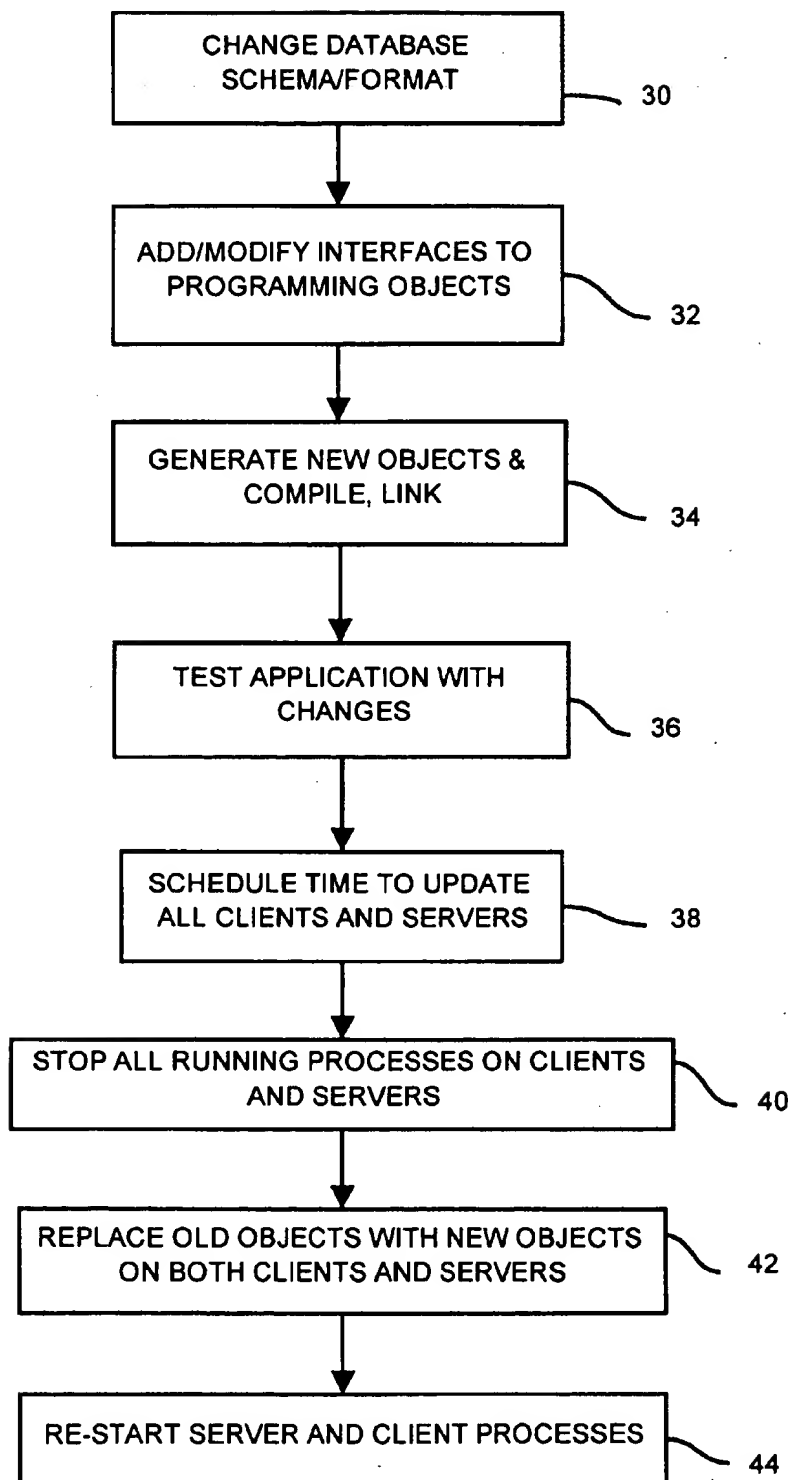 CHANGE DATABASE
SCHEMA/FORMAT
30
ADD/MODIFY INTERFACES TO
PROGRAMMING OBJECTS
32
GENERATE NEW OBJECTS &
COMPILE, LINK
34
TEST APPLICATION WITH
CHANGES
36
SCHEDULE TIME TO UPDATE
ALL CLIENTS AND SERVERS
38
STOP ALL RUNNING PROCESSES ON CLIENTS
AND SERVERS
40
REPLACE OLD OBJECTS WITH NEW OBJECTS
ON BOTH CLIENTS AND SERVERS
42
RE-START SERVER AND CLIENT PROCESSES
44